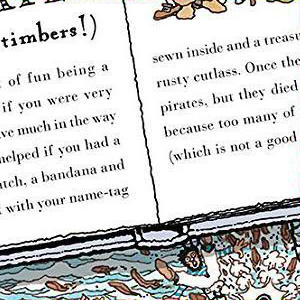 timbers!)
of fun being a
if you were very
ve much in the way
helped if you had a
atch, a bandana and
l with your name-tag
sewn inside and a treasu
rusty cutlass. Once the
pirates, but they died
because too many of
(which is not a good